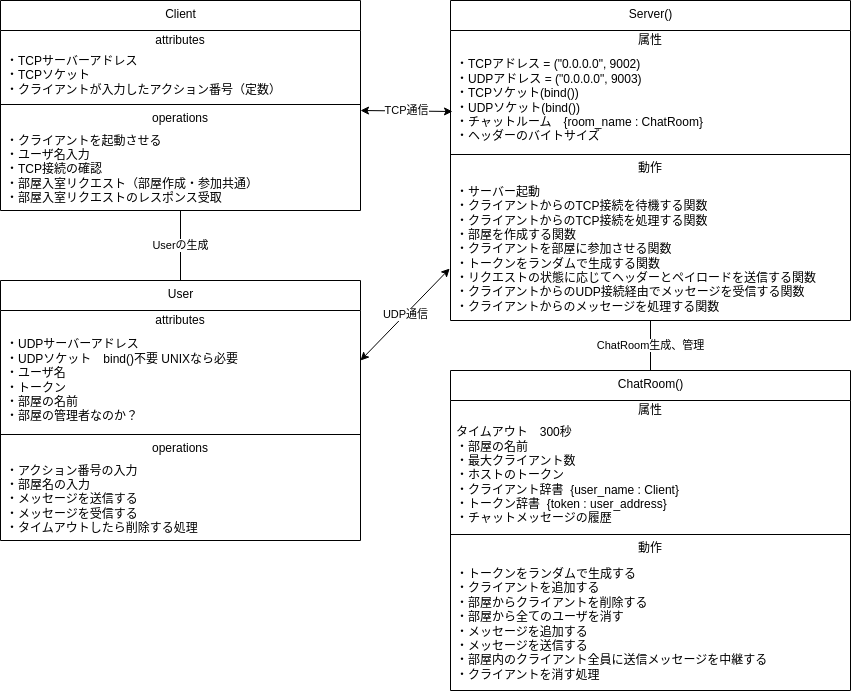 Client
attributes
・TCPサーバーアドレス
・TCPソケット
・クライアントが入力したアクション番号（定数）
operations
・クライアントを起動させる
・ユーザ名入力
・TCP接続の確認
・部屋入室リクエスト（部屋作成・参加共通）
・部屋入室リクエストのレスポンス受取
Userの生成
User
attributes
・UDPサーバーアドレス
・UDPソケット　bind()不要 UNIXなら必要
・ユーザ名
・トークン
・部屋の名前
・部屋の管理者なのか？
operations
・アクション番号の入力
・部屋名の入力
・メッセージを送信する
・メッセージを受信する
・タイムアウトしたら削除する処理
TCP通信
UDP通信
Server()
属性
・TCPアドレス = ("0.0.0.0", 9002)
・UDPアドレス = ("0.0.0.0", 9003)
・TCPソケット(bind())
・UDPソケット(bind())
・チャットルーム　{room_name : ChatRoom}
・ヘッダーのバイトサイズ
動作
・サーバー起動
・クライアントからのTCP接続を待機する関数
・クライアントからのTCP接続を処理する関数
・部屋を作成する関数
・クライアントを部屋に参加させる関数
・トークンをランダムで生成する関数
・リクエストの状態に応じてヘッダーとペイロードを送信する関数
・クライアントからのUDP接続経由でメッセージを受信する関数
・クライアントからのメッセージを処理する関数
ChatRoom生成、管理
ChatRoom()
属性
タイムアウト　300秒
・部屋の名前
・最大クライアント数
・ホストのトークン
・クライアント辞書  {user_name : Client}
・トークン辞書  {token : user_address}
・チャットメッセージの履歴
動作
・トークンをランダムで生成する
・クライアントを追加する
・部屋からクライアントを削除する
・部屋から全てのユーザを消す
・メッセージを追加する
・メッセージを送信する
・部屋内のクライアント全員に送信メッセージを中継する
・クライアントを消す処理